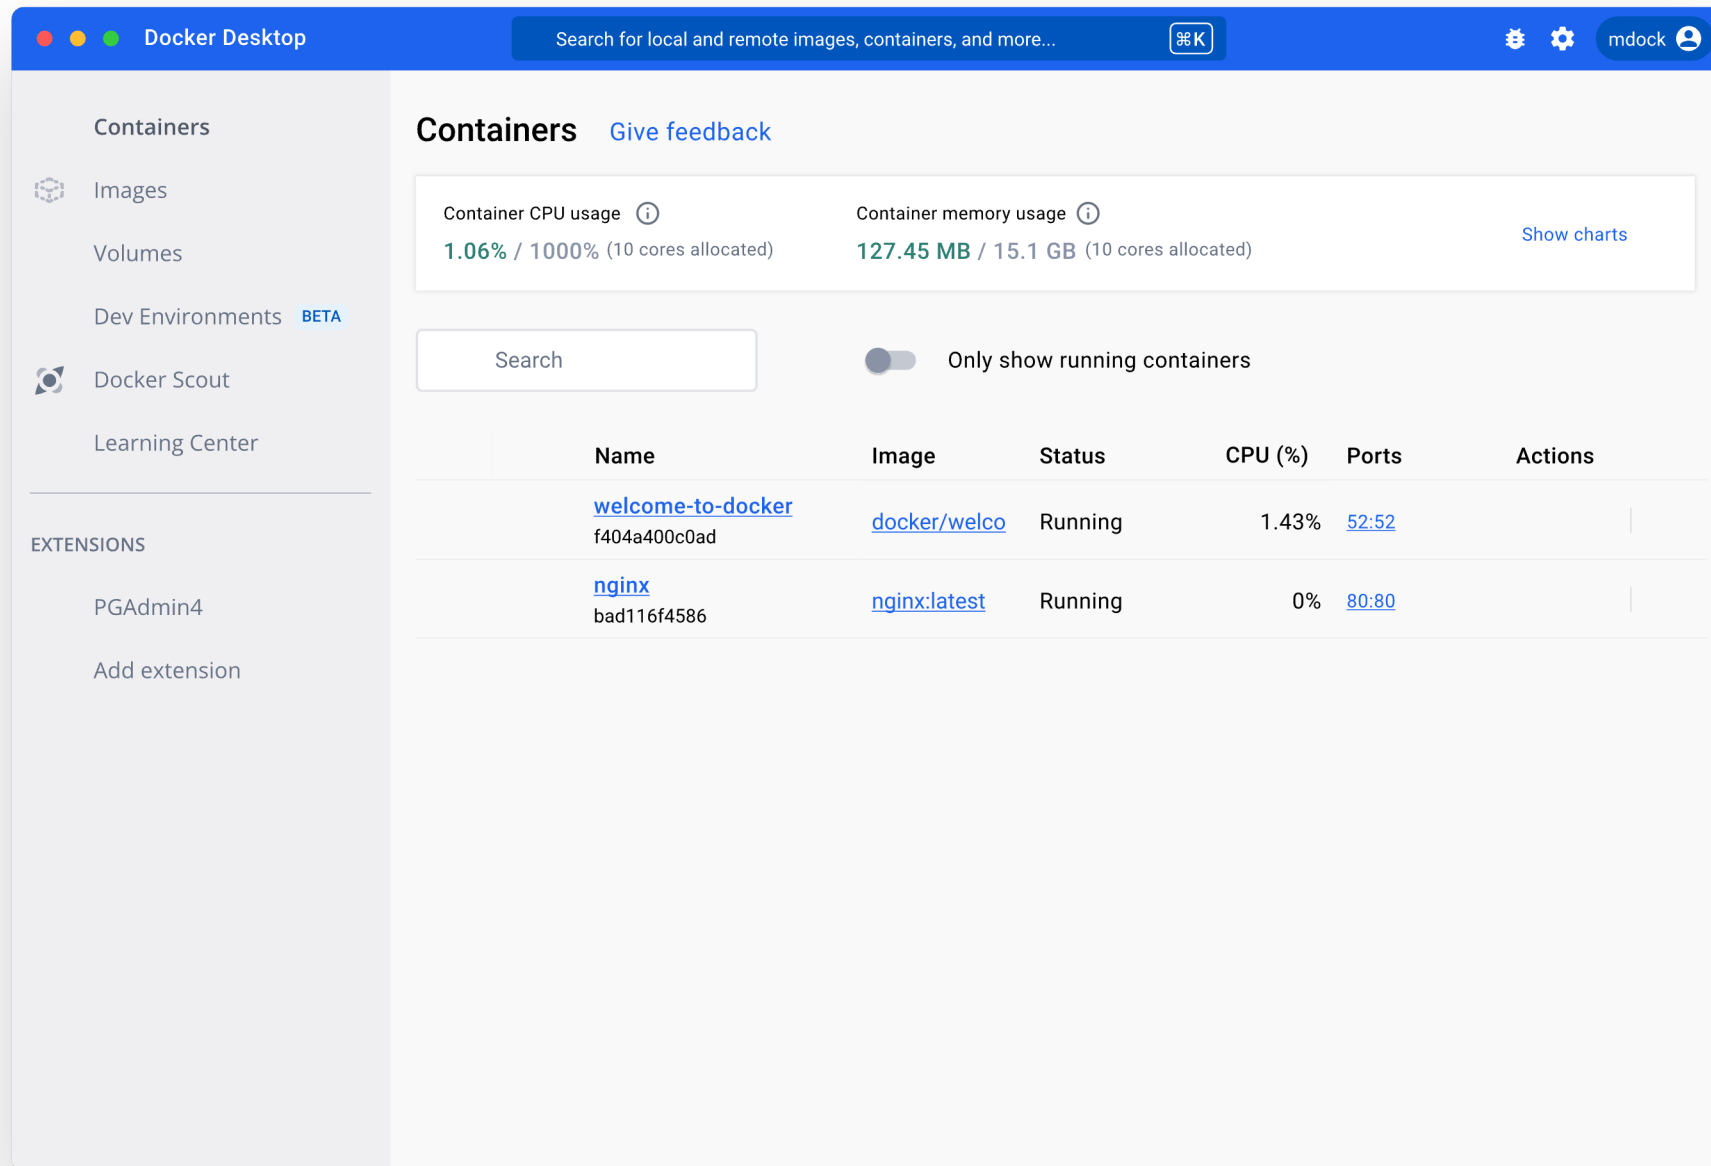 Docker Desktop
Search for local and remote images, containers, and more...
⌘K
mdock
Containers
Images
Volumes
Dev Environments BETA
Docker Scout
Learning Center
EXTENSIONS
PGAdmin4
Add extension
Containers Give feedback
Container CPU usage
1.06% / 1000% (10 cores allocated)
Container memory usage
127.45 MB / 15.1 GB (10 cores allocated)
Show charts
Search
Only show running containers
Name Image Status CPU (%) Ports Actions
welcome-to-docker
f404a400c0ad
docker/welco Running 1.43% 52:52
nginx
bad116f4586
nginx:latest Running 0% 80:80